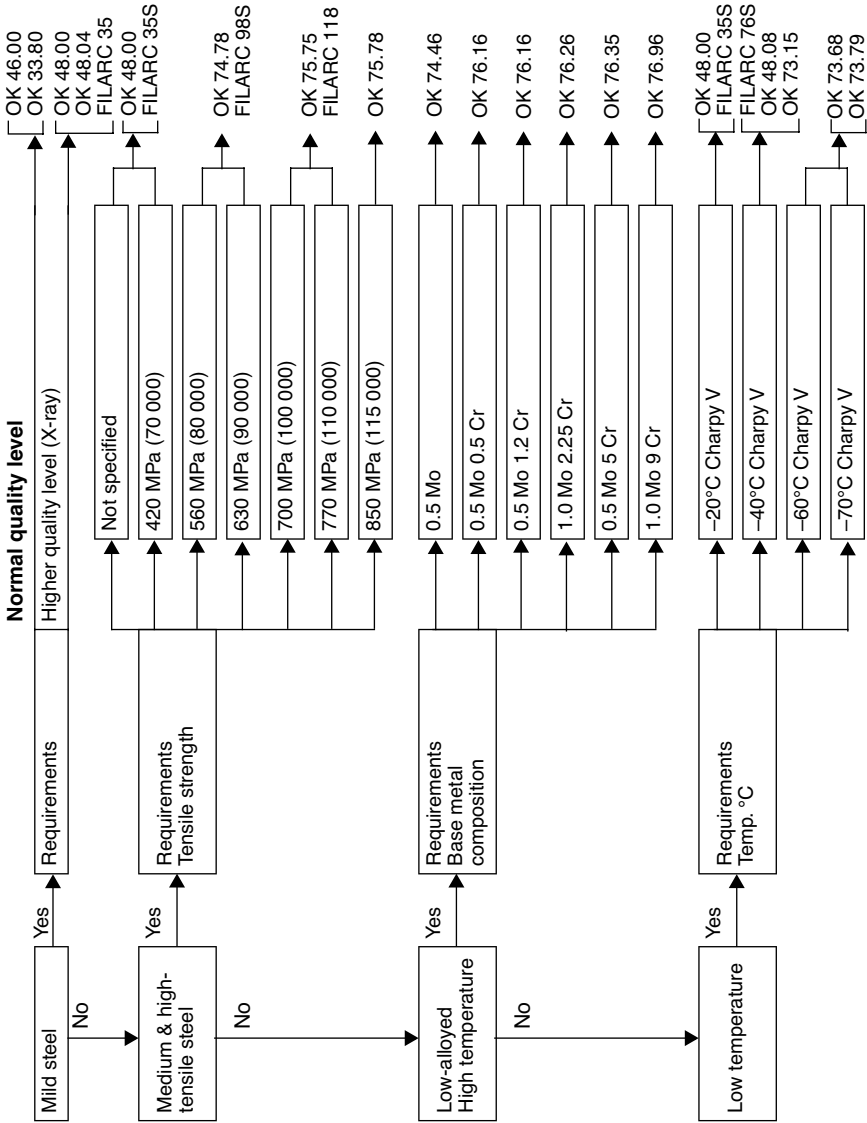 Normal quality level
Mild steel
Yes
Requirements
Higher quality level (X-ray)
OK 46.00
OK 33.80
OK 48.00
OK 48.04
FILARC 35
No
Medium & high-
tensile steel
Yes
Requirements
Tensile strength
Not specified
420 MPa (70 000)
OK 48.00
FILARC 35S
560 MPa (80 000)
630 MPa (90 000)
OK 74.78
FILARC 98S
700 MPa (100 000)
770 MPa (110 000)
OK 75.75
FILARC 118
850 MPa (115 000)
OK 75.78
No
Low-alloyed
High temperature
Yes
Requirements
Base metal
composition
0.5 Mo
OK 74.46
0.5 Mo 0.5 Cr
OK 76.16
0.5 Mo 1.2 Cr
OK 76.16
1.0 Mo 2.25 Cr
OK 76.26
0.5 Mo 5 Cr
OK 76.35
1.0 Mo 9 Cr
OK 76.96
No
Low temperature
Yes
Requirements
Temp. °C
–20°C Charpy V
OK 48.00
FILARC 35S
–40°C Charpy V
FILARC 76S
OK 48.08
OK 73.15
–60°C Charpy V
–70°C Charpy V
OK 73.68
OK 73.79